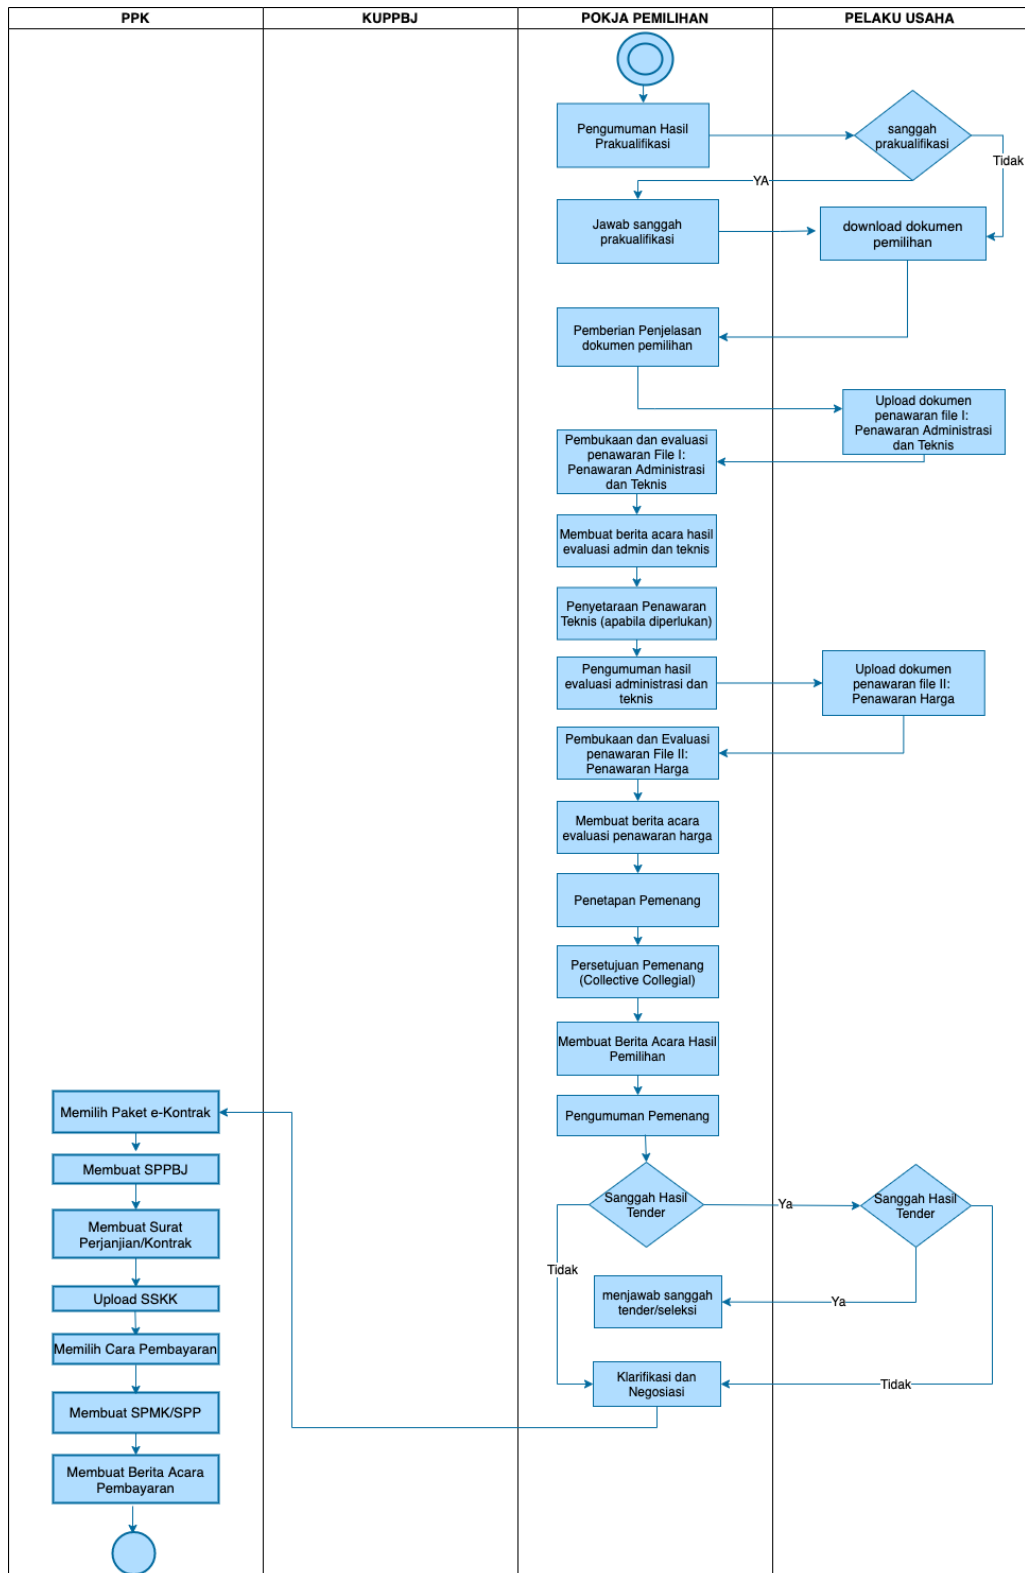 PPK
KUPPBJ
POKJA PEMILIHAN
PELAKU USAHA
Pengumuman Hasil
Prakualifikasi
sanggah
prakualifikasi
Tidak
YA
Jawab sanggah
prakualifikasi
download dokumen
pemilihan
Pemberian Penjelasan
dokumen pemilihan
Upload dokumen
penawaran file I:
Penawaran Administrasi
dan Teknis
Pembukaan dan evaluasi
penawaran File I:
Penawaran Administrasi
dan Teknis
Membuat berita acara hasil
evaluasi admin dan teknis
Penyetaraan Penawaran
Teknis (apabila diperlukan)
Pengumuman hasil
evaluasi administrasi dan
teknis
Upload dokumen
penawaran file II:
Penawaran Harga
Pembukaan dan Evaluasi
penawaran File II:
Penawaran Harga
Membuat berita acara
evaluasi penawaran harga
Penetapan Pemenang
Persetujuan Pemenang
(Collective Collegial)
Membuat Berita Acara Hasil
Pemilihan
Pengumuman Pemenang
Sanggah Hasil
Tender
Ya
Sanggah Hasil
Tender
Tidak
menjawab sanggah
tender/seleksi
Ya
Klarifikasi dan
Negosiasi
Tidak
Memilih Paket e-Kontrak
Membuat SPPBJ
Membuat Surat
Perjanjian/Kontrak
Upload SSKK
Memilih Cara Pembayaran
Membuat SPMK/SPP
Membuat Berita Acara
Pembayaran